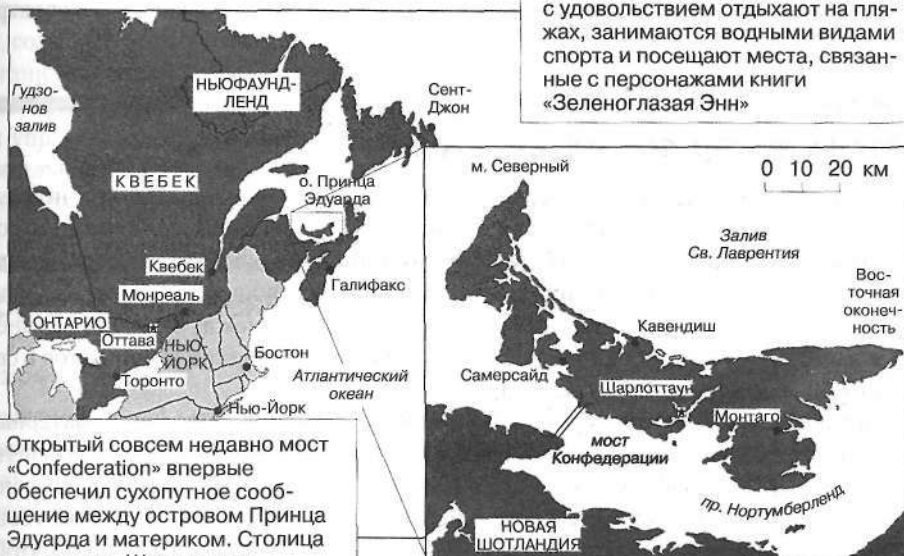 с удовольствием отдыхают на пля-
жах, занимаются водными видами
спорта и посещают места, связан-
ные с персонажами книги
«Зеленоглазая Энн»
Гудзо-
нов
залив
НЬЮФАУНД-
ЛЕНД
Сент-
Джон
КВЕБЕК
о. Принца
Эдуарда
Квебек
Монреаль
Галифакс
ОНТАРИО
Оттава
НЬЮ-
ЙОРК
Бостон
Торонто
Атлантический
океан
Нью-Йорк
м. Северный
0 10 20 км
Залив
Св. Лаврентия
Вос-
точная
оконеч-
ность
Кавендиш
Самерсайд
Шарлоттаун
Монтаго
мост
Конфедерации
пр. Нортумберленд
НОВАЯ
ШОТЛАНДИЯ
Открытый совсем недавно мост
«Confederation» впервые
обеспечил сухопутное сооб-
щение между островом Принца
Эдуарда и материком. Столица